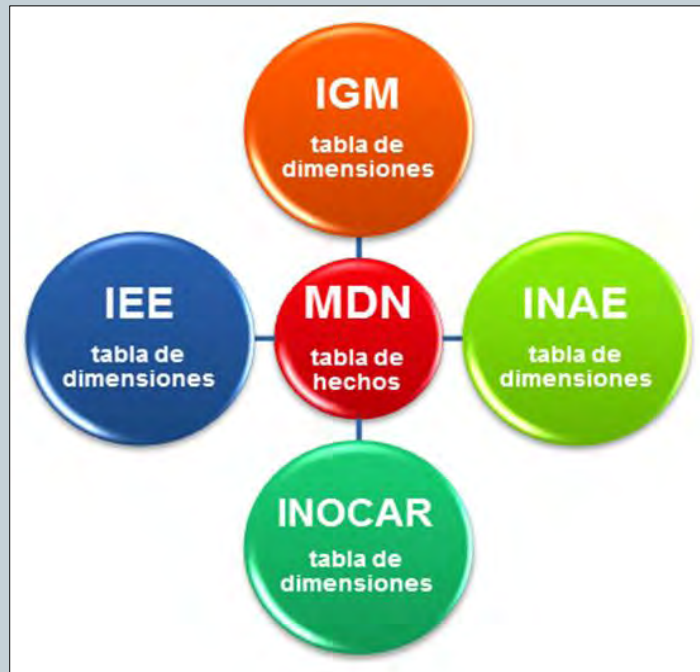 IGM
tabla de
dimensiones
IEE
tabla de
dimensiones
MDN
tabla de
hechos
INAE
tabla de
dimensiones
INOCAR
tabla de
dimensiones